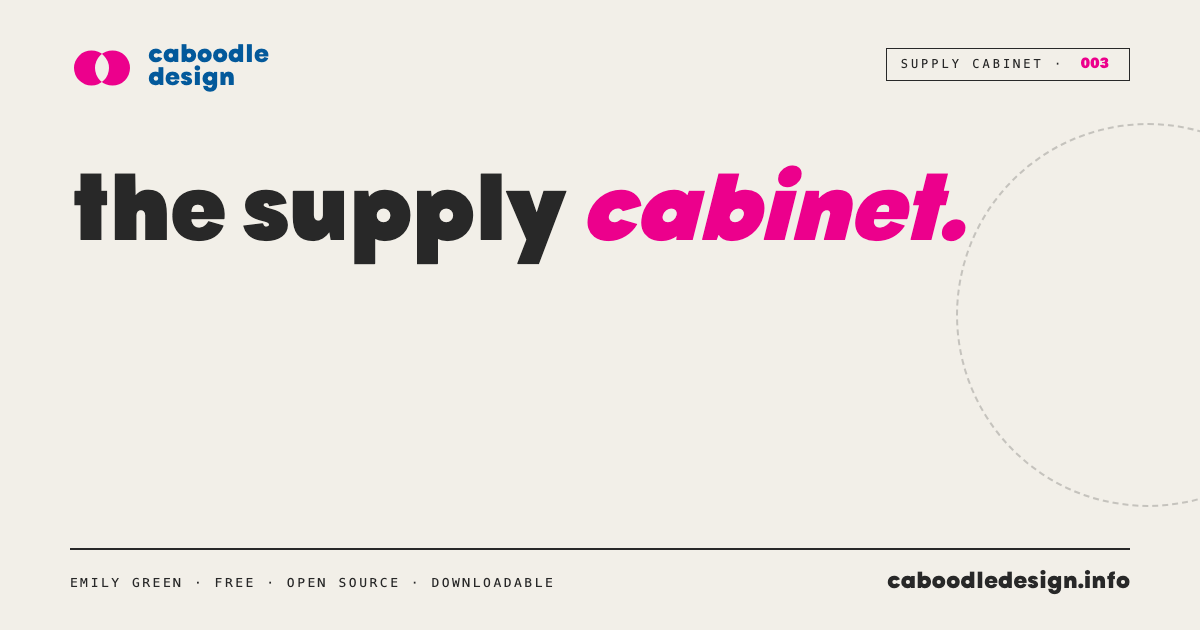 caboodle
design
SUPPLY CABINET · 003
the supply cabinet.
EMILY GREEN · FREE · OPEN SOURCE · DOWNLOADABLE
caboodledesign.info